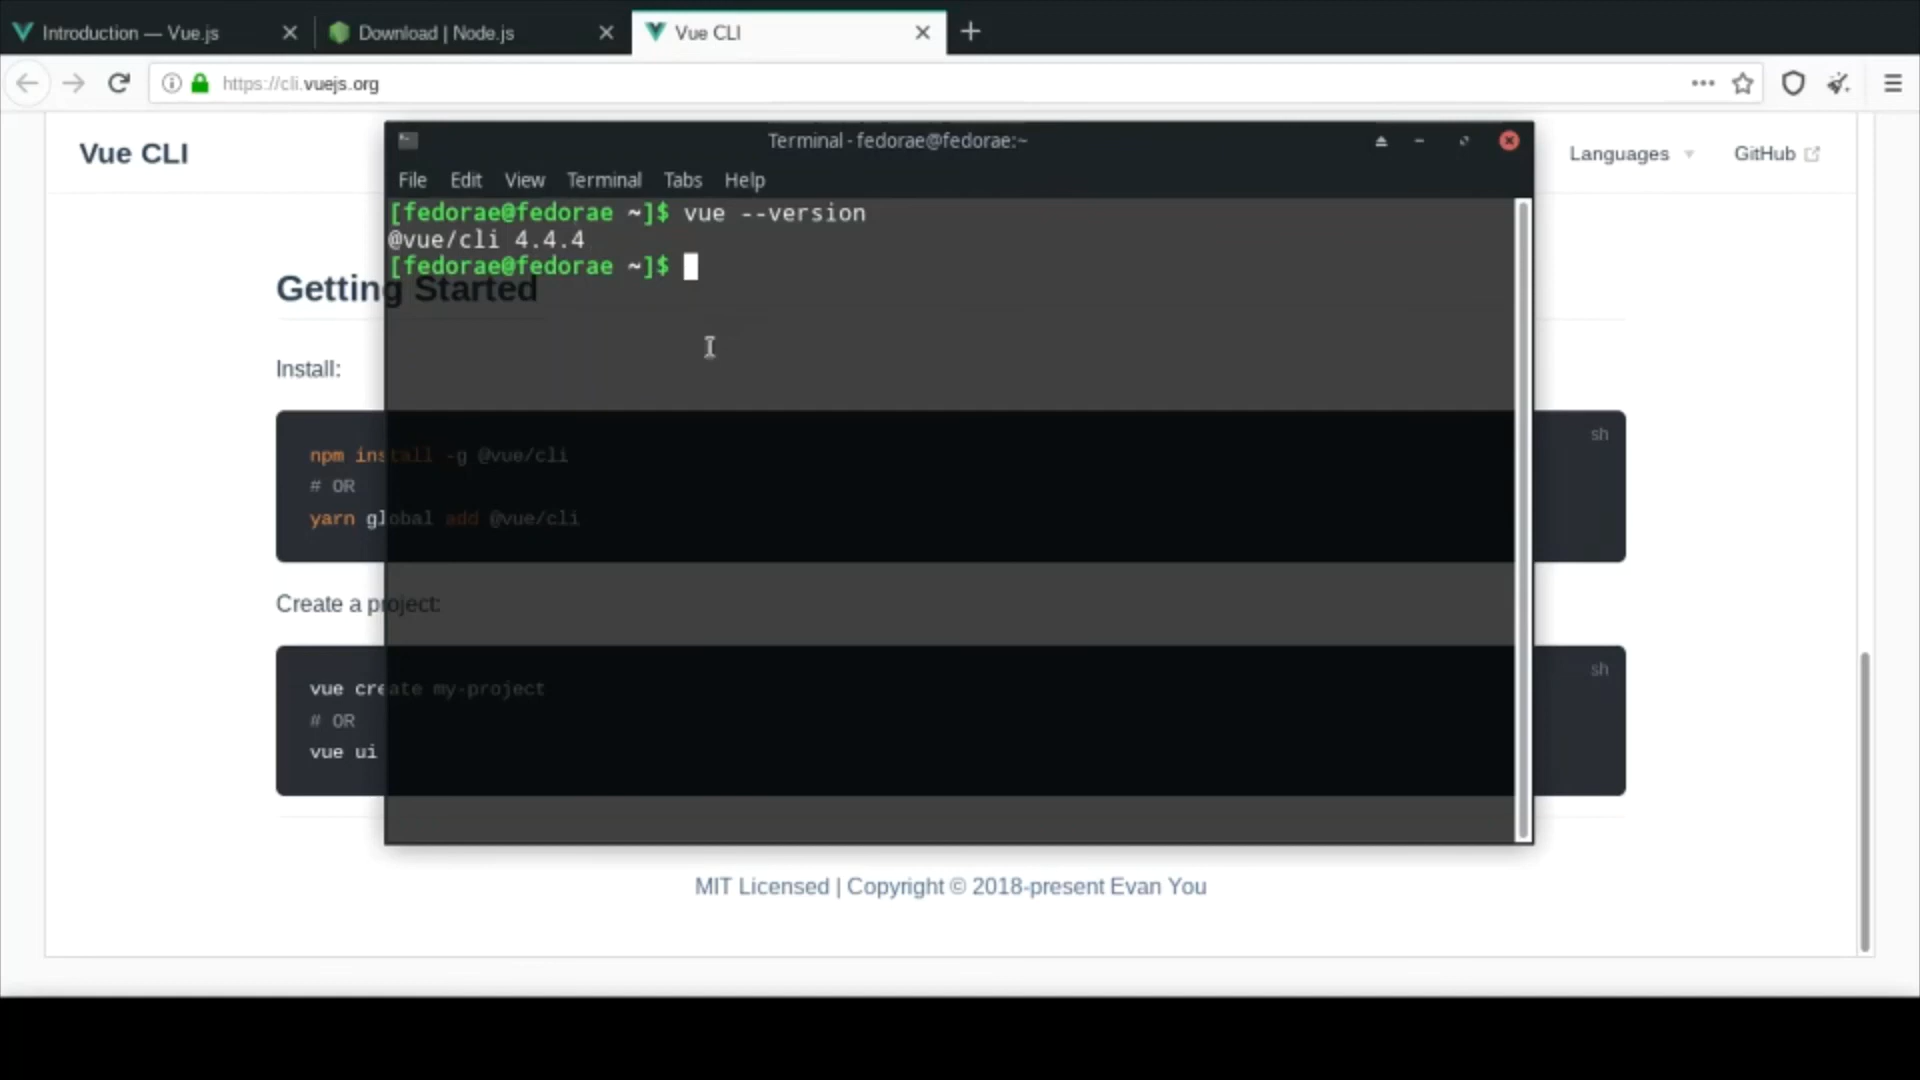 Introduction — Vue.js
Download | Node.js
Vue CLI
https://cli.vuejs.org
Terminal - fedorae@fedorae:~
Vue CLI
Languages
GitHub
File Edit View Terminal Tabs Help
[fedorae@fedorae ~]$ vue --version
@vue/cli 4.4.4
[fedorae@fedorae ~]$
Getting Started
Install:
sh
npm install -g @vue/cli
# OR
yarn global add @vue/cli
Create a project:
sh
vue create my-project
# OR
vue ui
MIT Licensed | Copyright © 2018-present Evan You